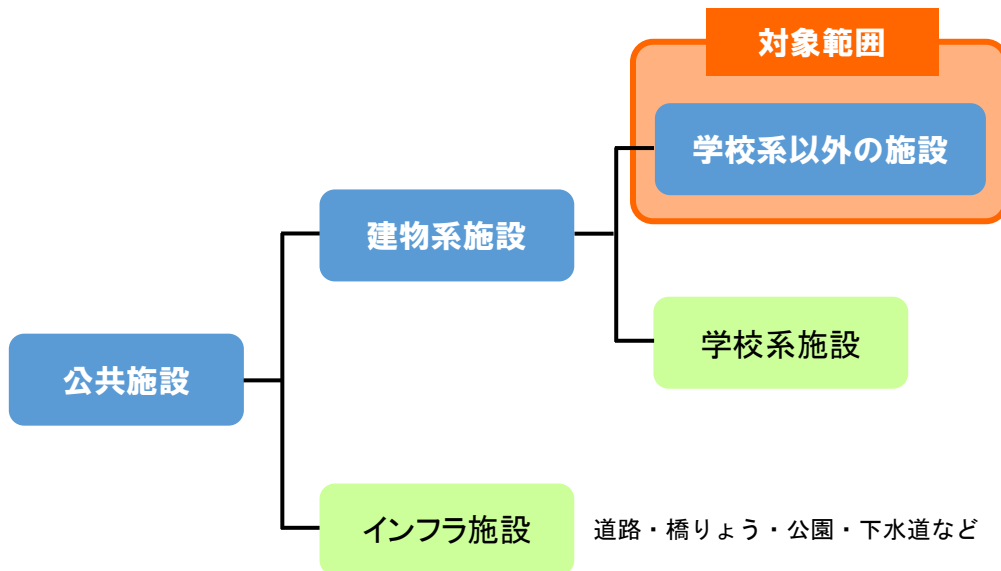 対象範囲
学校系以外の施設
建物系施設
学校系施設
公共施設
インフラ施設
道路・橋りょう・公園・下水道など